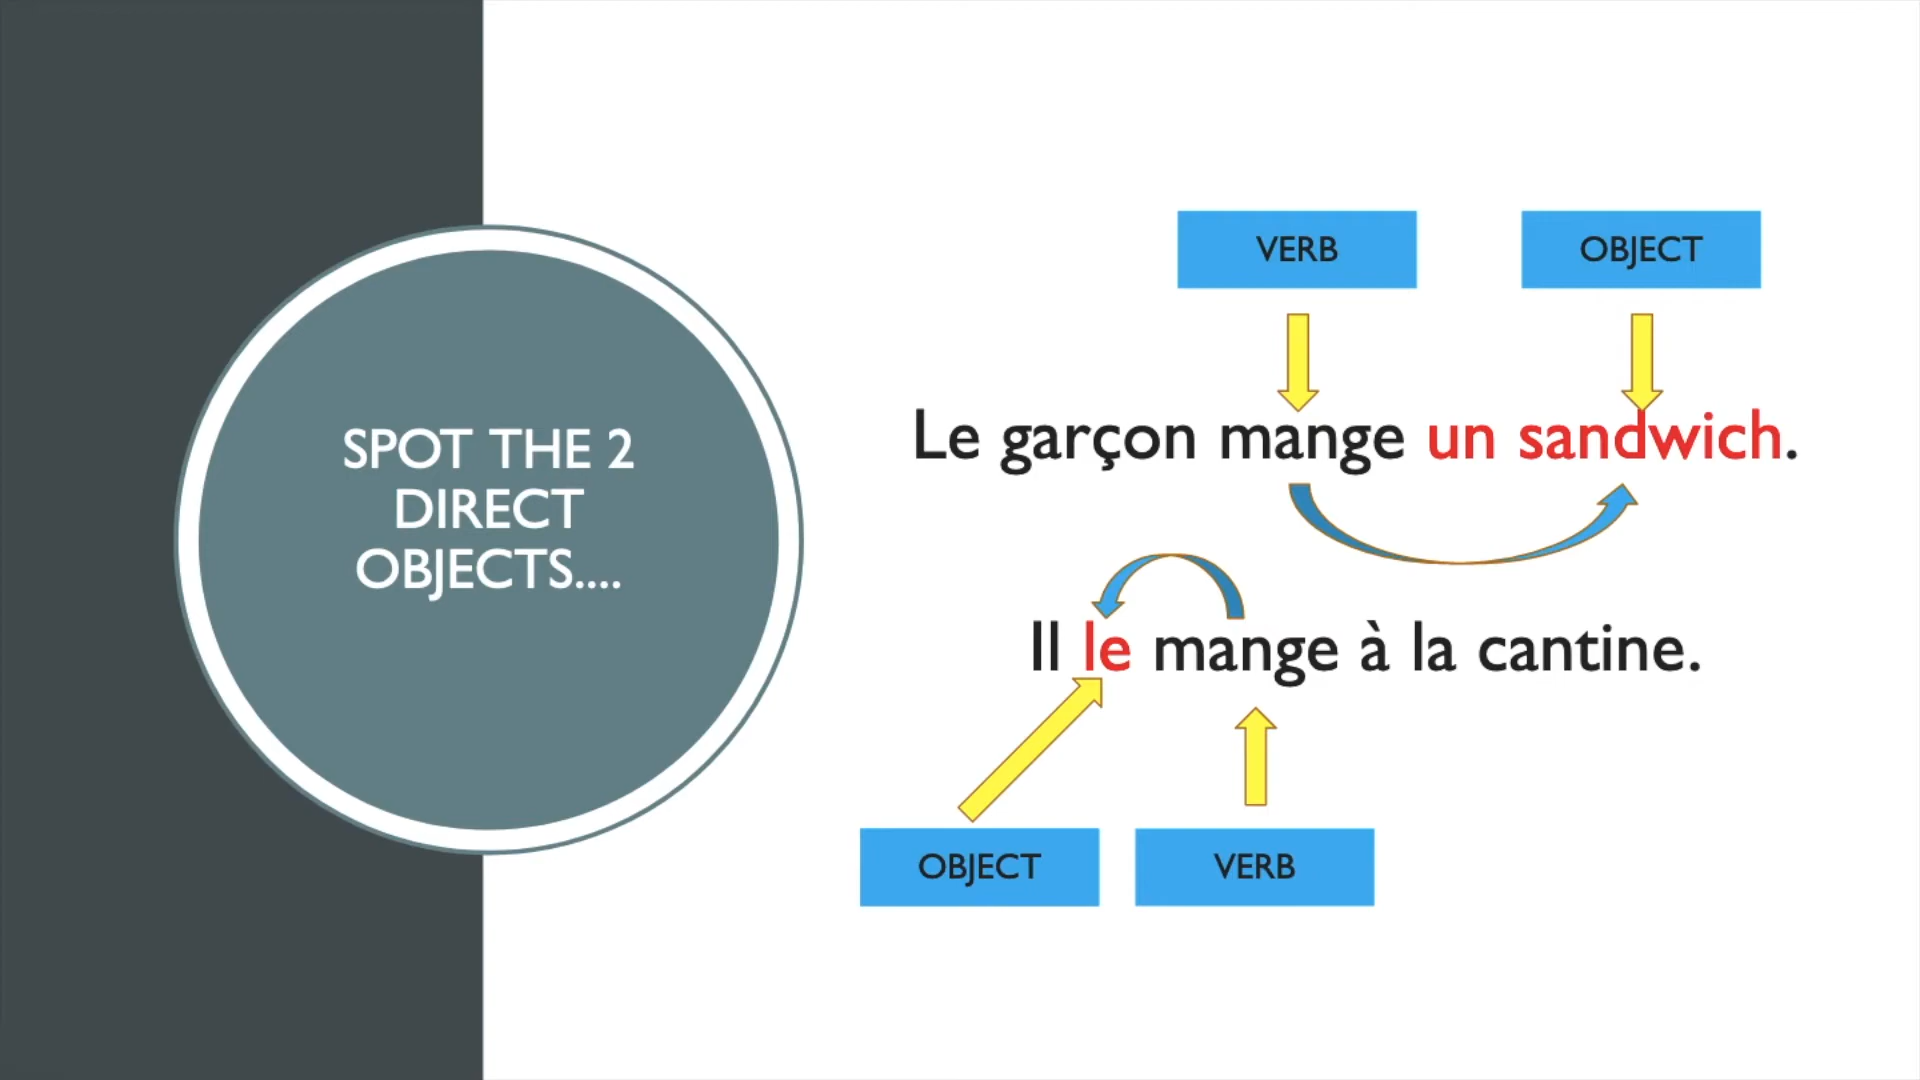 SPOT THE 2
DIRECT
OBJECTS....
VERB
OBJECT
Le garçon mange un sandwich.
Il le mange à la cantine.
OBJECT
VERB